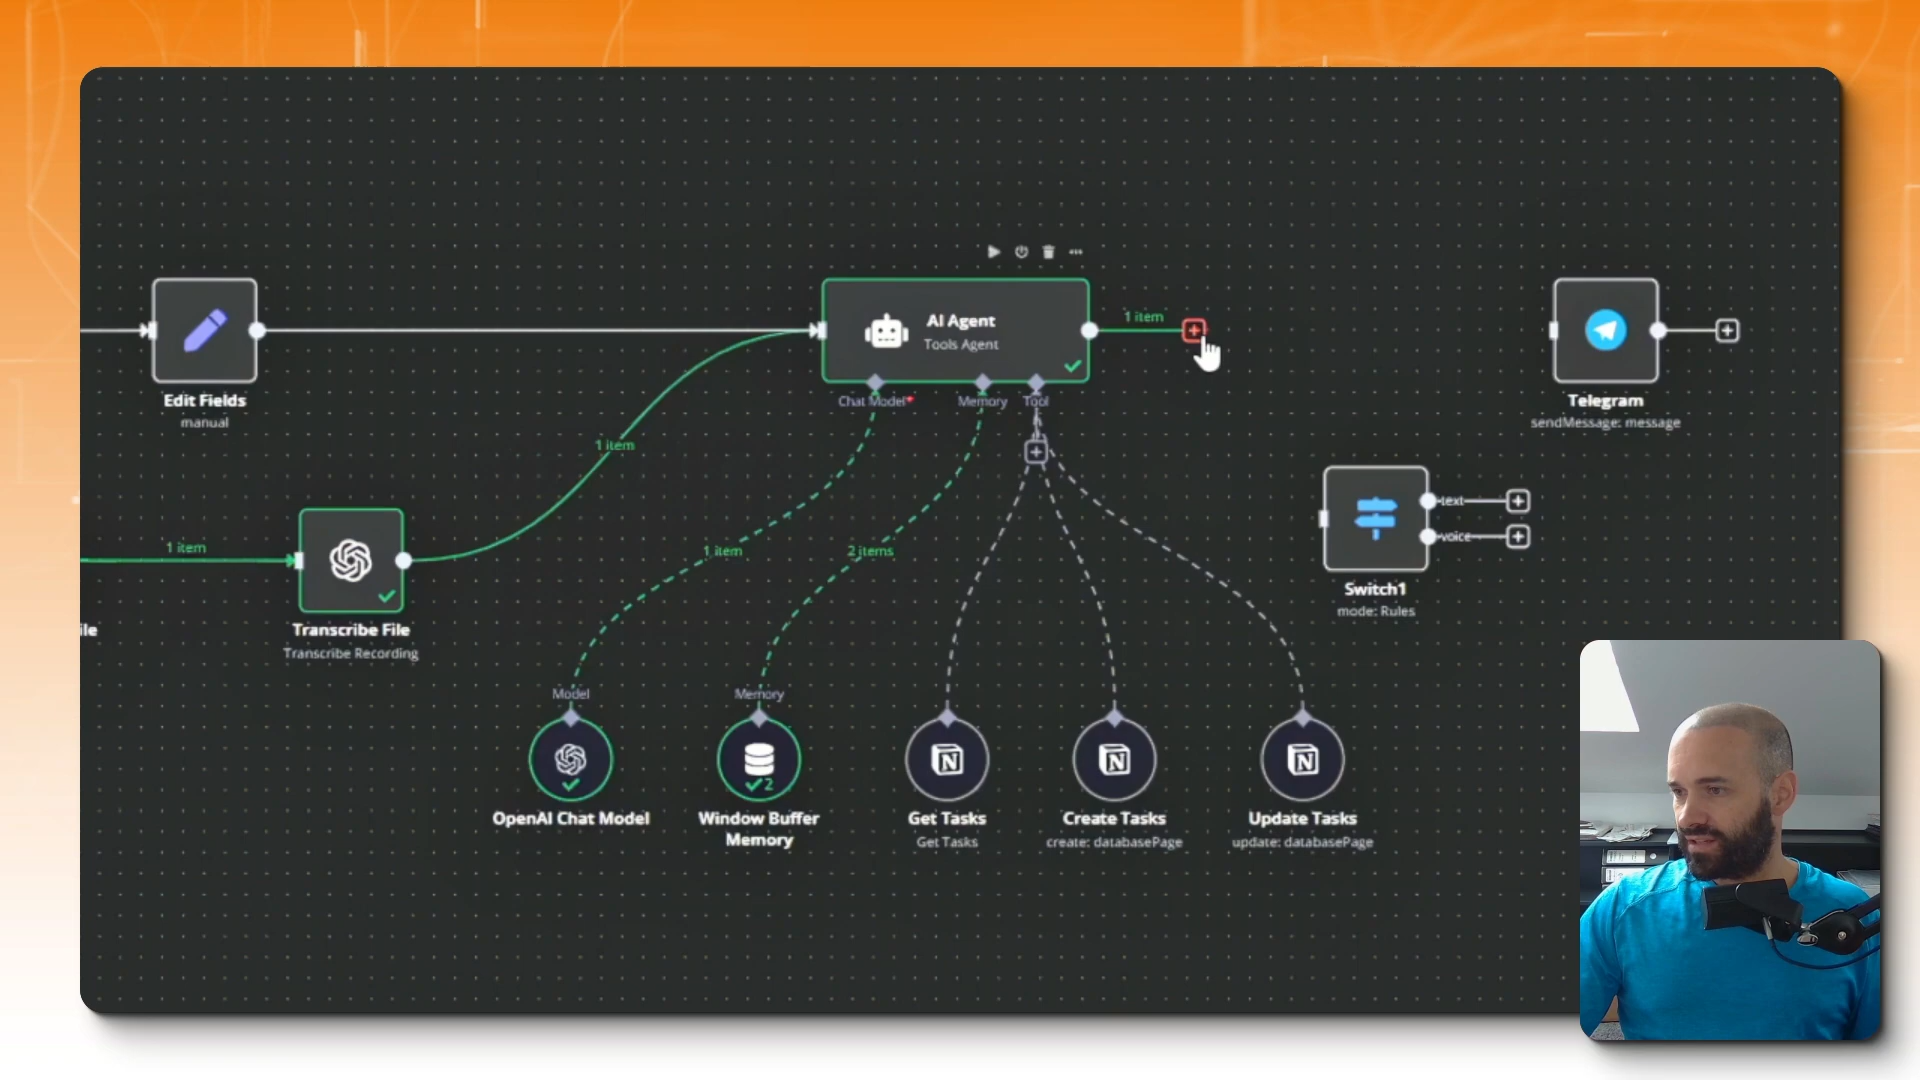 AI Agent
Tools Agent
1 item
Chat Model*
Memory
Tool
Edit Fields
manual
Telegram
sendMessage: message
1 item
text
voice
1 item
1 item
2 items
Switch1
mode: Rules
ile
Transcribe File
Transcribe Recording
Model
Memory
2
OpenAI Chat Model
Window Buffer
Memory
Get Tasks
Get Tasks
Create Tasks
create: databasePage
Update Tasks
update: databasePage